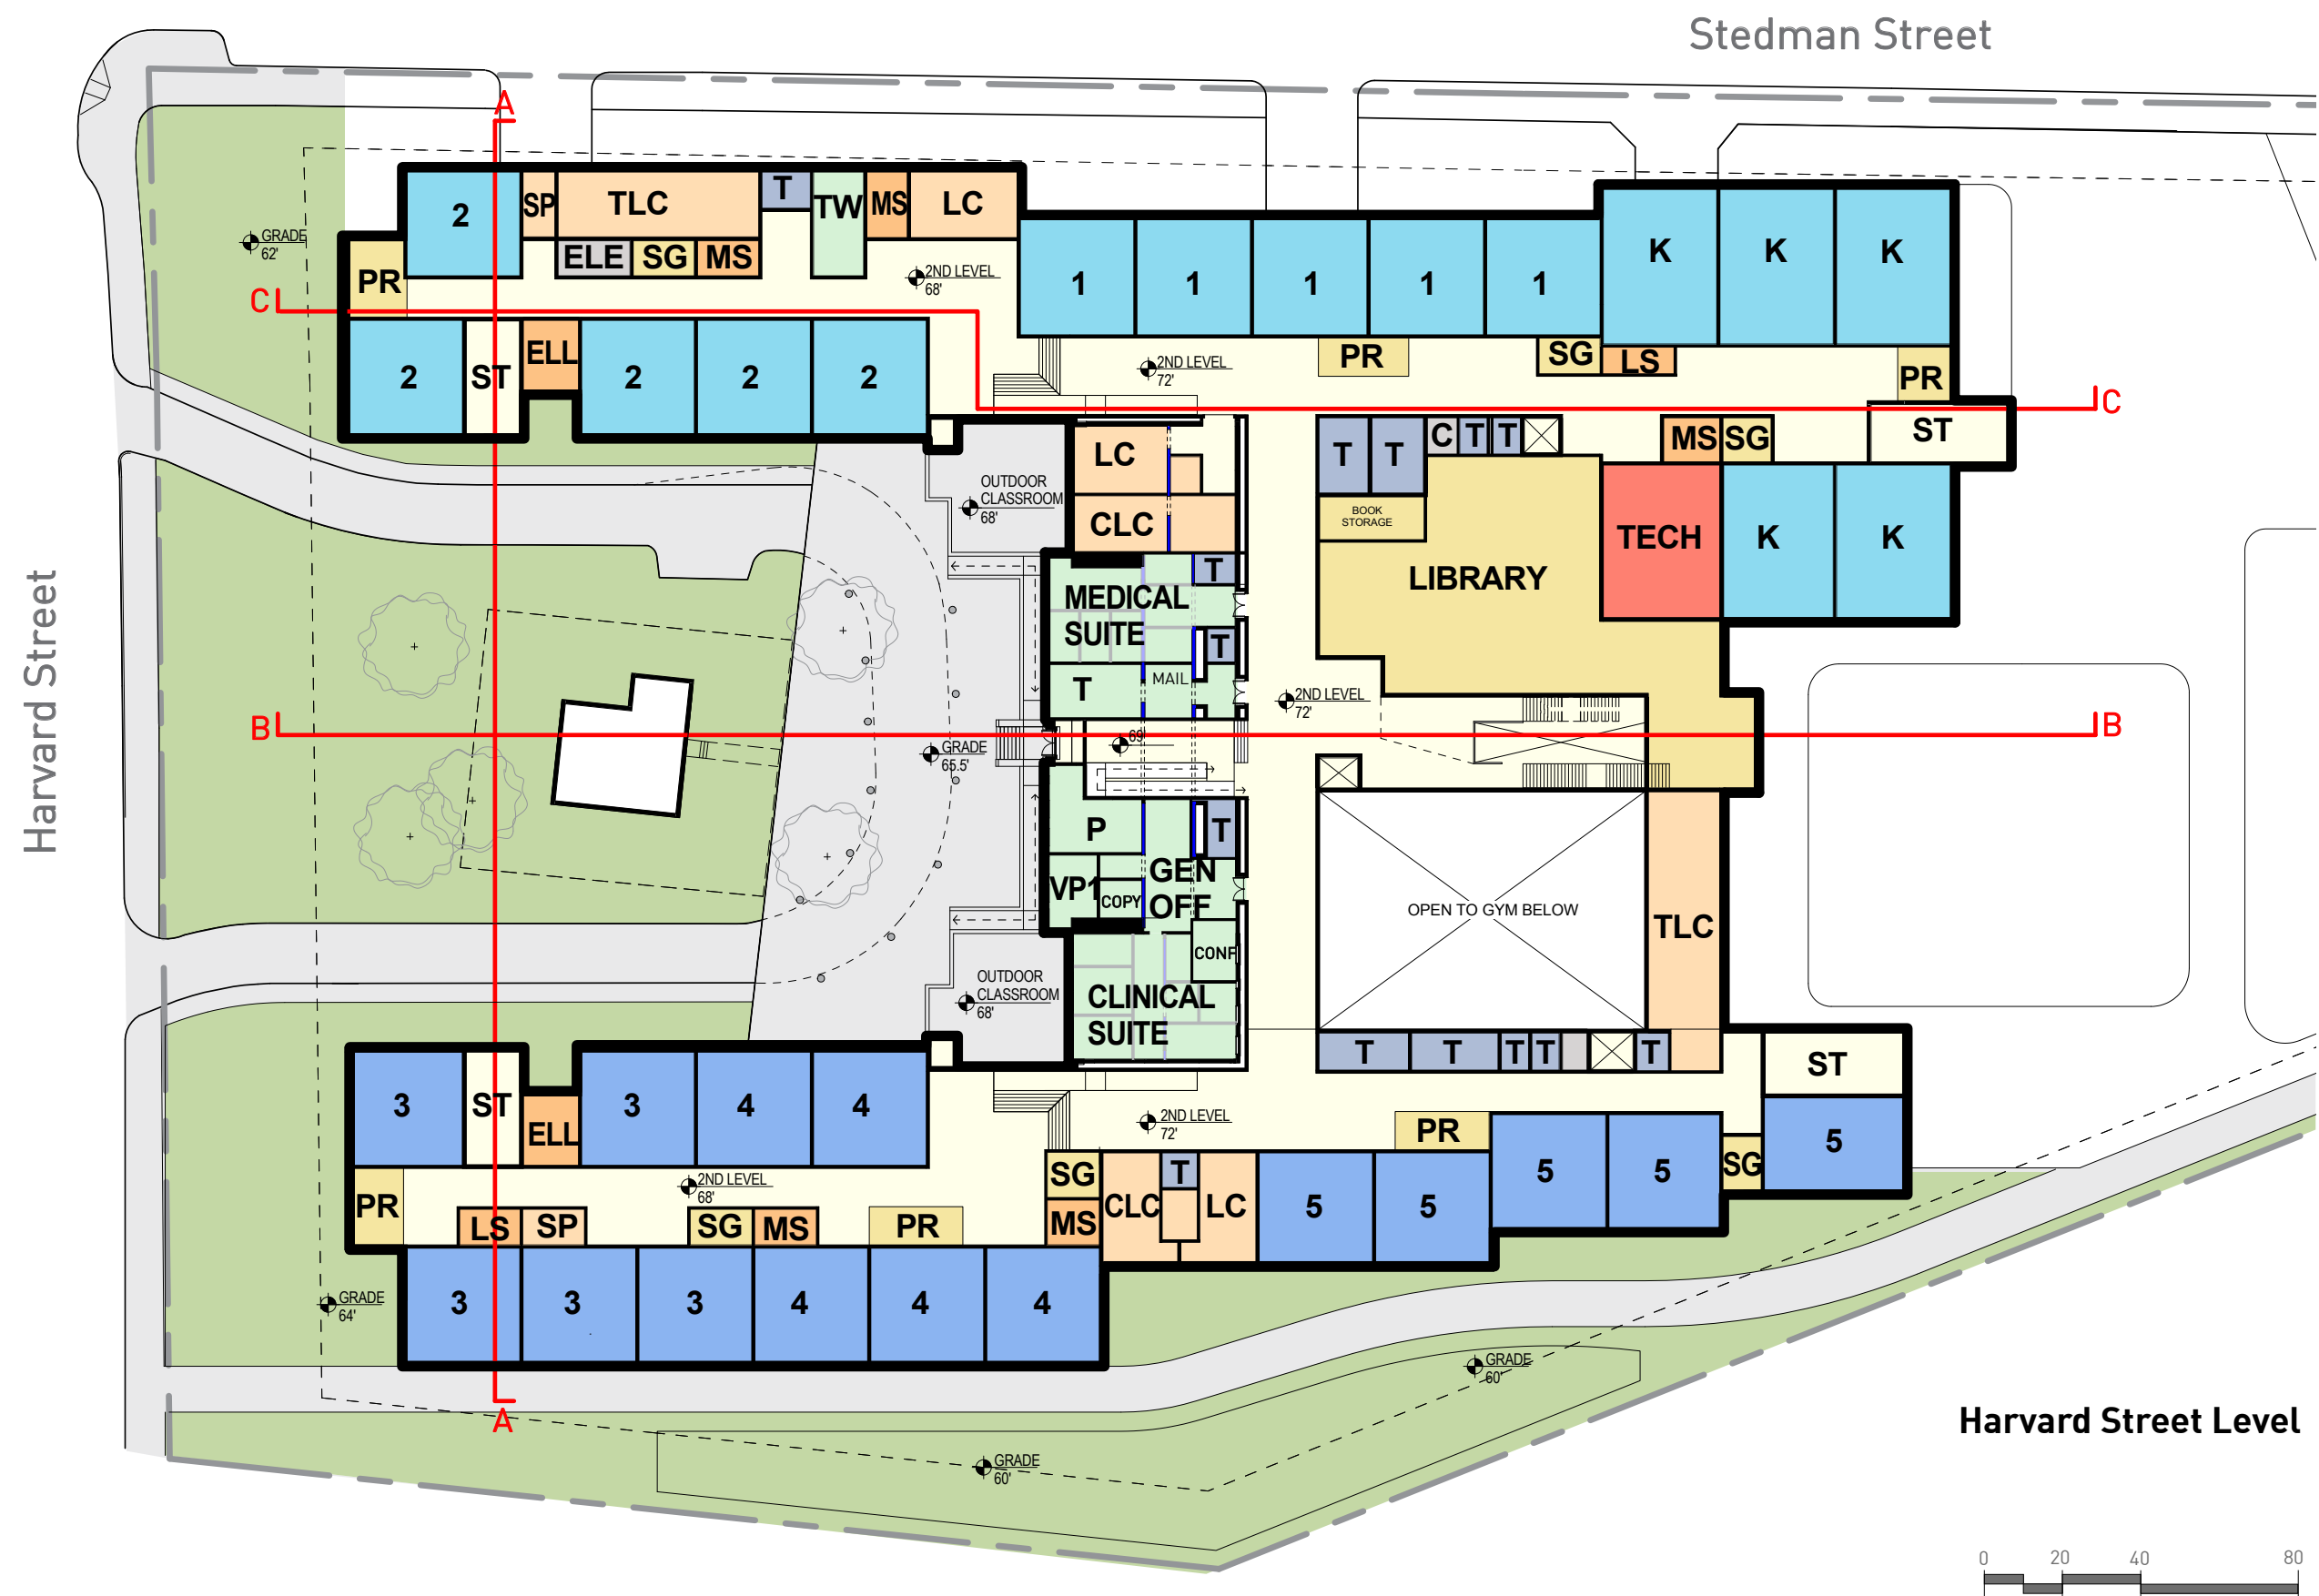 Stedman Street
A
2
SP
TLC
T
TW
MS
LC
GRADE
62'
ELE
SG
MS
PR
2ND LEVEL
68'
1
1
1
1
1
K
K
K
C
2
ST
ELL
2
2
2
2ND LEVEL
72'
PR
SG
LS
PR
C
LC
T
T
C
T
T
MS
SG
ST
OUTDOOR
CLASSROOM
68'
CLC
BOOK
STORAGE
TECH
K
K
LIBRARY
MEDICAL
SUITE
T
T
T
MAIL
Harvard Street
2ND LEVEL
72'
B
B
69'
GRADE
65.5'
P
T
VP1
COPY
GEN
OFF
OPEN TO GYM BELOW
TLC
CONF
OUTDOOR
CLASSROOM
68'
CLINICAL
SUITE
T
T
T
T
T
ST
3
ST
ELL
3
4
4
2ND LEVEL
72'
PR
5
5
SG
5
PR
2ND LEVEL
68'
SG
MS
CLC
T
LC
5
5
LS
SP
SG
MS
PR
3
3
3
4
4
4
GRADE
64'
GRADE
60'
A
Harvard Street Level
GRADE
60'
0
20
40
80